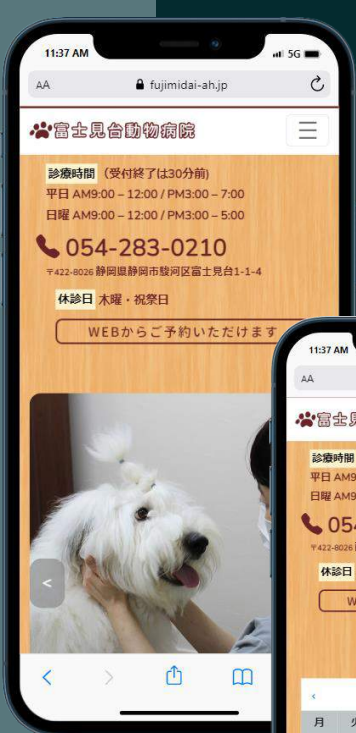 11:37 AM
5G
AA
fujimidai-ah.jp
富士見台動物病院
診療時間 (受付終了は30分前)
平日 AM9:00 – 12:00 / PM3:00 – 7:00
日曜 AM9:00 – 12:00 / PM3:00 – 5:00
054-283-0210
〒422-8026 静岡県静岡市駿河区富士見台1-1-4
休診日 木曜・祝祭日
WEBからご予約いただけます
<
11:37 AM
AA
富士見
診療時間
平日 AM9
日曜 AM9
054
〒422-8026
休診日
W
月